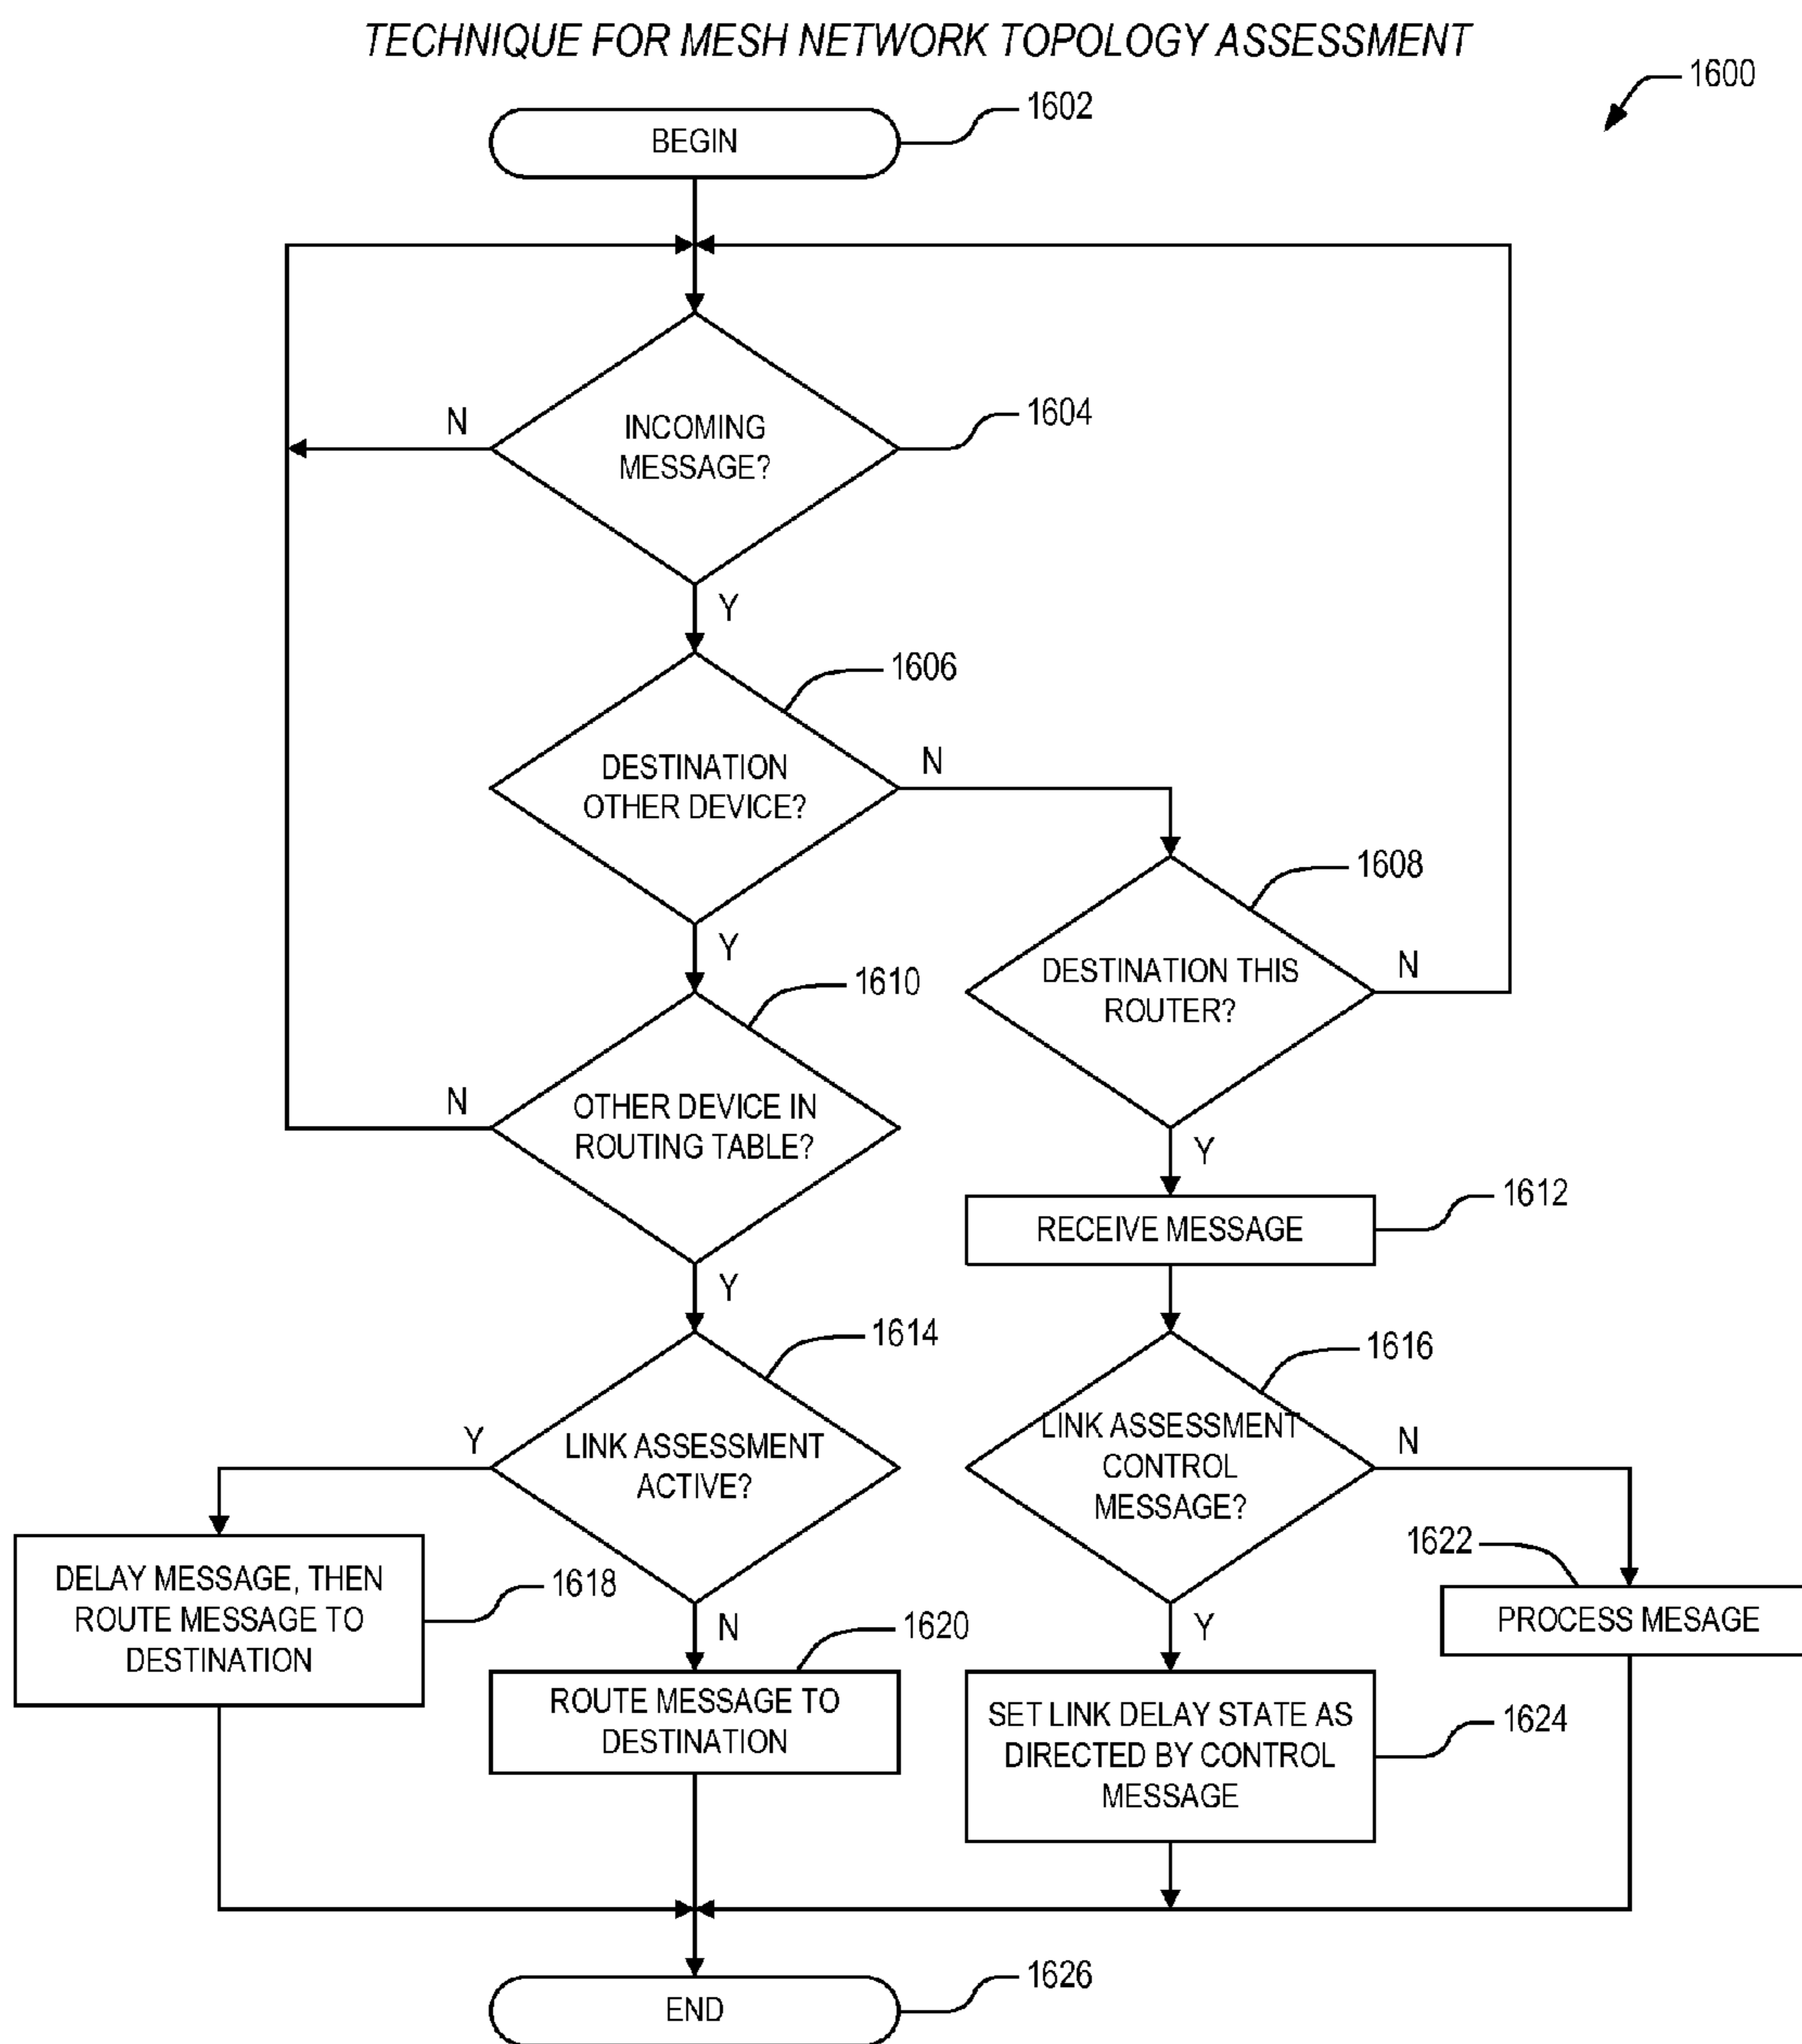 TECHNIQUE FOR MESH NETWORK TOPOLOGY ASSESSMENT
1600
BEGIN
1602
INCOMING
MESSAGE?
1604
N
Y
DESTINATION
OTHER DEVICE?
1606
N
Y
DESTINATION THIS
ROUTER?
1608
N
Y
OTHER DEVICE IN
ROUTING TABLE?
1610
N
Y
RECEIVE MESSAGE
1612
LINK ASSESSMENT
ACTIVE?
1614
Y
N
LINK ASSESSMENT
CONTROL
MESSAGE?
1616
N
Y
DELAY MESSAGE, THEN
ROUTE MESSAGE TO
DESTINATION
1618
ROUTE MESSAGE TO
DESTINATION
1620
PROCESS MESAGE
1622
SET LINK DELAY STATE AS
DIRECTED BY CONTROL
MESSAGE
1624
END
1626